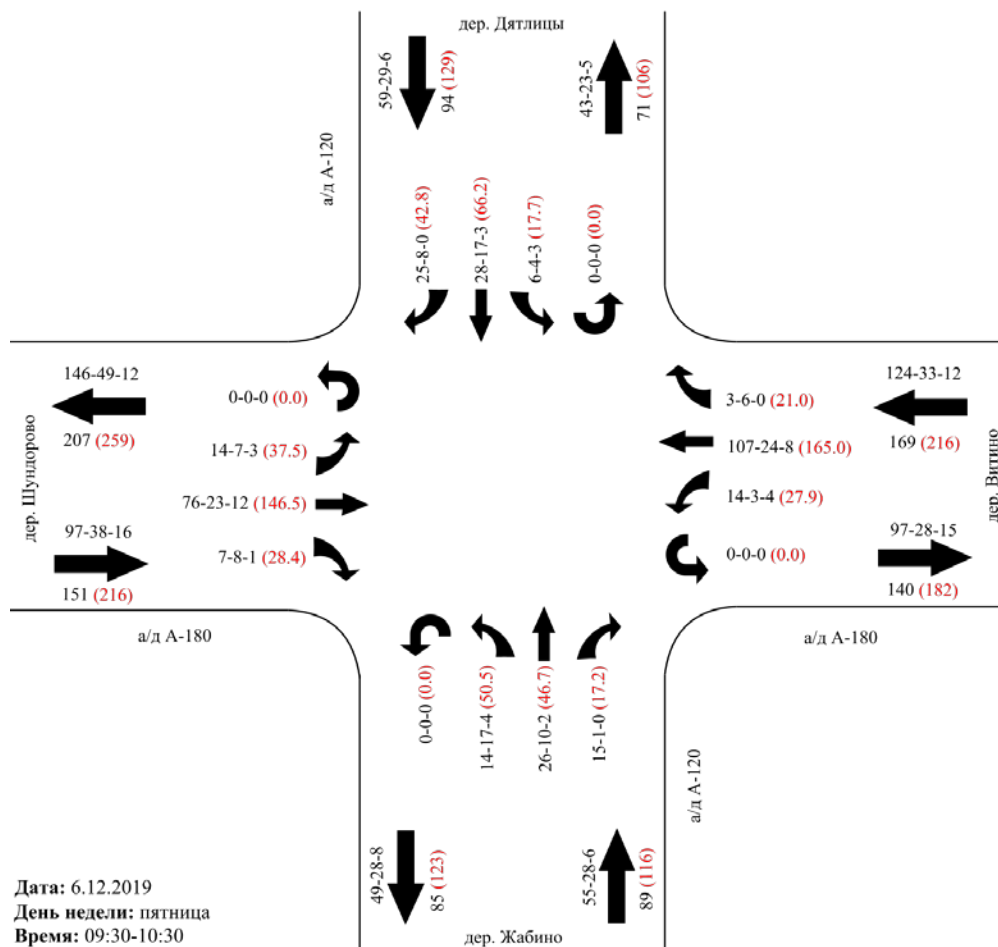 дер. Дятлицы
59-29-6
94 (129)
43-23-5
71 (106)
а/д А-120
25-8-0 (42.8)
28-17-3 (66.2)
6-4-3 (17.7)
0-0-0 (0.0)
146-49-12
207 (259)
дер. Шундорово
97-38-16
151 (216)
0-0-0 (0.0)
14-7-3 (37.5)
76-23-12 (146.5)
7-8-1 (28.4)
3-6-0 (21.0)
107-24-8 (165.0)
14-3-4 (27.9)
0-0-0 (0.0)
124-33-12
169 (216)
дер. Витино
97-28-15
140 (182)
а/д А-180
а/д А-180
0-0-0 (0.0)
14-17-4 (50.5)
26-10-2 (46.7)
15-1-0 (17.2)
а/д А-120
49-28-8
85 (123)
55-28-6
89 (116)
дер. Жабино
Дата: 6.12.2019
День недели: пятница
Время: 09:30-10:30